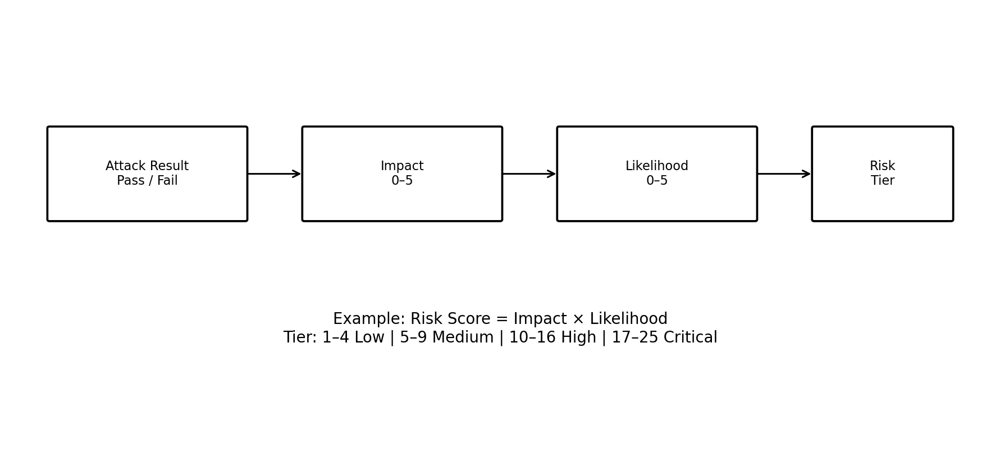 Attack Result
Pass / Fail
Impact
0–5
Likelihood
0–5
Risk
Tier
Example: Risk Score = Impact × Likelihood
Tier: 1–4 Low | 5–9 Medium | 10–16 High | 17–25 Critical